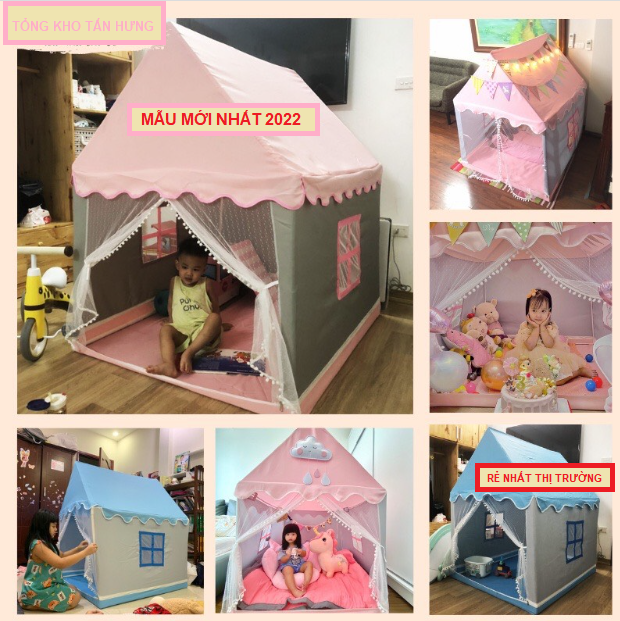 TỔNG KHO TẤN HƯNG
MẪU MỚI NHẤT 2022
RẺ NHẤT THỊ TRƯỜNG